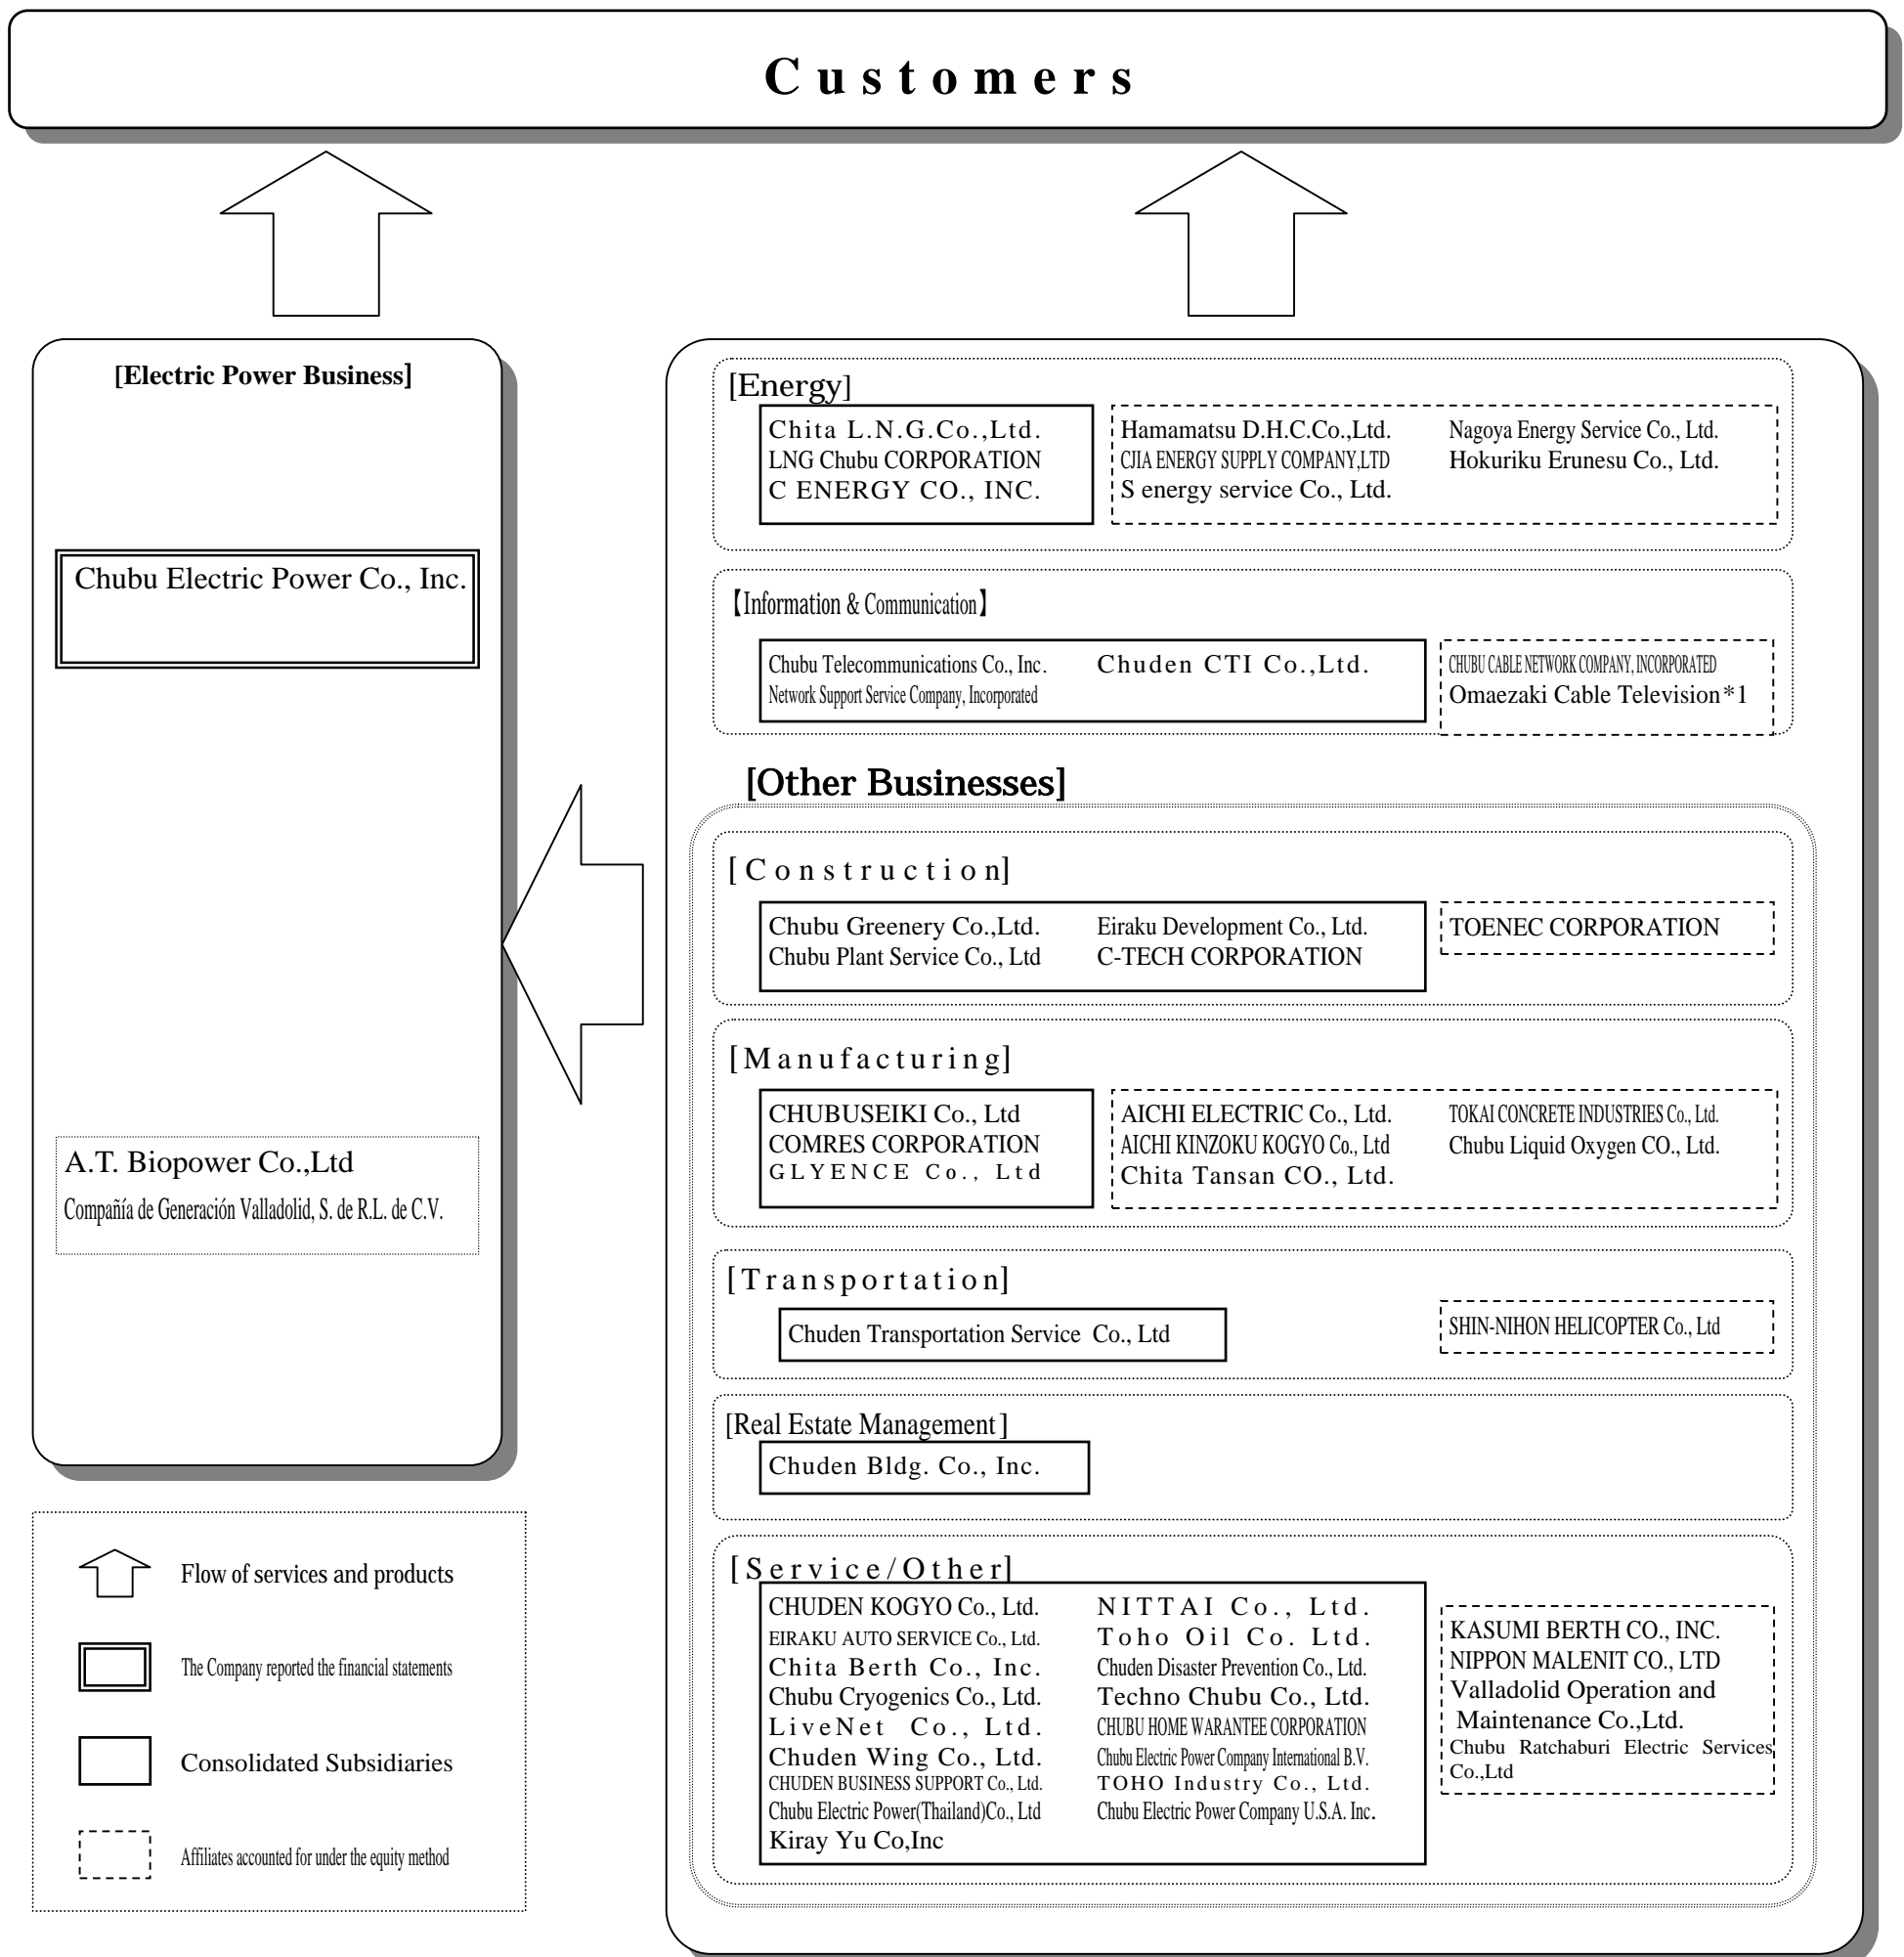 Customers
[Electric Power Business]
Chubu Electric Power Co., Inc.
A.T. Biopower Co.,Ltd
Compañía de Generación Valladolid, S. de R.L. de C.V.
Flow of services and products
The Company reported the financial statements
Consolidated Subsidiaries
Affiliates accounted for under the equity method
[Energy]
Chita L.N.G.Co.,Ltd.
LNG Chubu CORPORATION
C ENERGY CO., INC.
Hamamatsu D.H.C.Co.,Ltd.
CJIA ENERGY SUPPLY COMPANY,LTD
S energy service Co., Ltd.
Nagoya Energy Service Co., Ltd.
Hokuriku Erunesu Co., Ltd.
【Information & Communication】
Chubu Telecommunications Co., Inc.
Network Support Service Company, Incorporated
Chuden CTI Co.,Ltd.
CHUBU CABLE NETWORK COMPANY, INCORPORATED
Omaezaki Cable Television*1
[Other Businesses]
[Construction]
Chubu Greenery Co.,Ltd.
Chubu Plant Service Co., Ltd
Eiraku Development Co., Ltd.
C-TECH CORPORATION
TOENEC CORPORATION
[Manufacturing]
CHUBUSEIKI Co., Ltd
COMRES CORPORATION
GLYENCE Co., Ltd
AICHI ELECTRIC Co., Ltd.
AICHI KINZOKU KOGYO Co., Ltd
Chita Tansan CO., Ltd.
TOKAI CONCRETE INDUSTRIES Co., Ltd.
Chubu Liquid Oxygen CO., Ltd.
[Transportation]
Chuden Transportation Service Co., Ltd
SHIN-NIHON HELICOPTER Co., Ltd
[Real Estate Management]
Chuden Bldg. Co., Inc.
[Service/Other]
CHUDEN KOGYO Co., Ltd.
EIRAKU AUTO SERVICE Co., Ltd.
Chita Berth Co., Inc.
Chubu Cryogenics Co., Ltd.
LiveNet Co., Ltd.
Chuden Wing Co., Ltd.
CHUDEN BUSINESS SUPPORT Co., Ltd.
Chubu Electric Power(Thailand)Co., Ltd
Kiray Yu Co,Inc
NITTAI Co., Ltd.
Toho Oil Co. Ltd.
Chuden Disaster Prevention Co., Ltd.
Techno Chubu Co., Ltd.
CHUBU HOME WARANTEE CORPORATION
Chubu Electric Power Company International B.V.
TOHO Industry Co., Ltd.
Chubu Electric Power Company U.S.A. Inc.
KASUMI BERTH CO., INC.
NIPPON MALENIT CO., LTD
Valladolid Operation and
Maintenance Co.,Ltd.
Chubu Ratchaburi Electric Services
Co.,Ltd